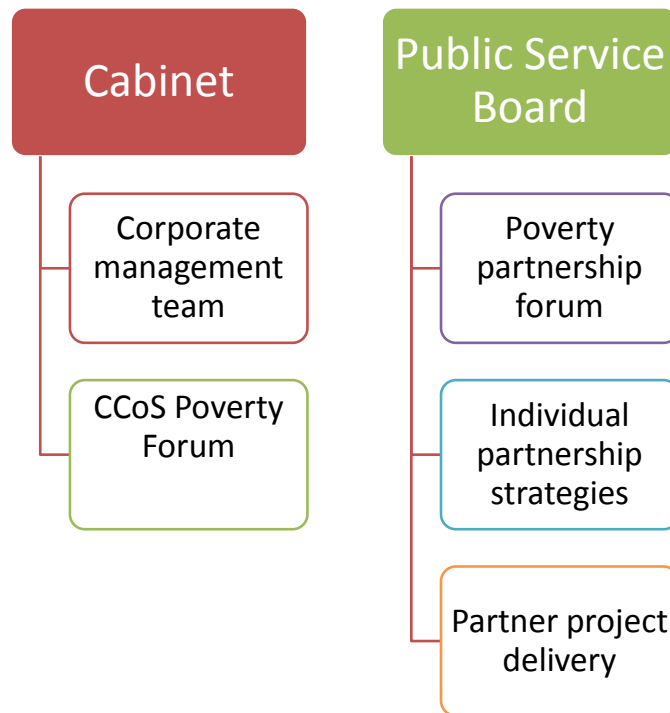 Cabinet
Corporate
management
team
CCoS Poverty
Forum
Public Service
Board
Poverty
partnership
forum
Individual
partnership
strategies
Partner project
delivery